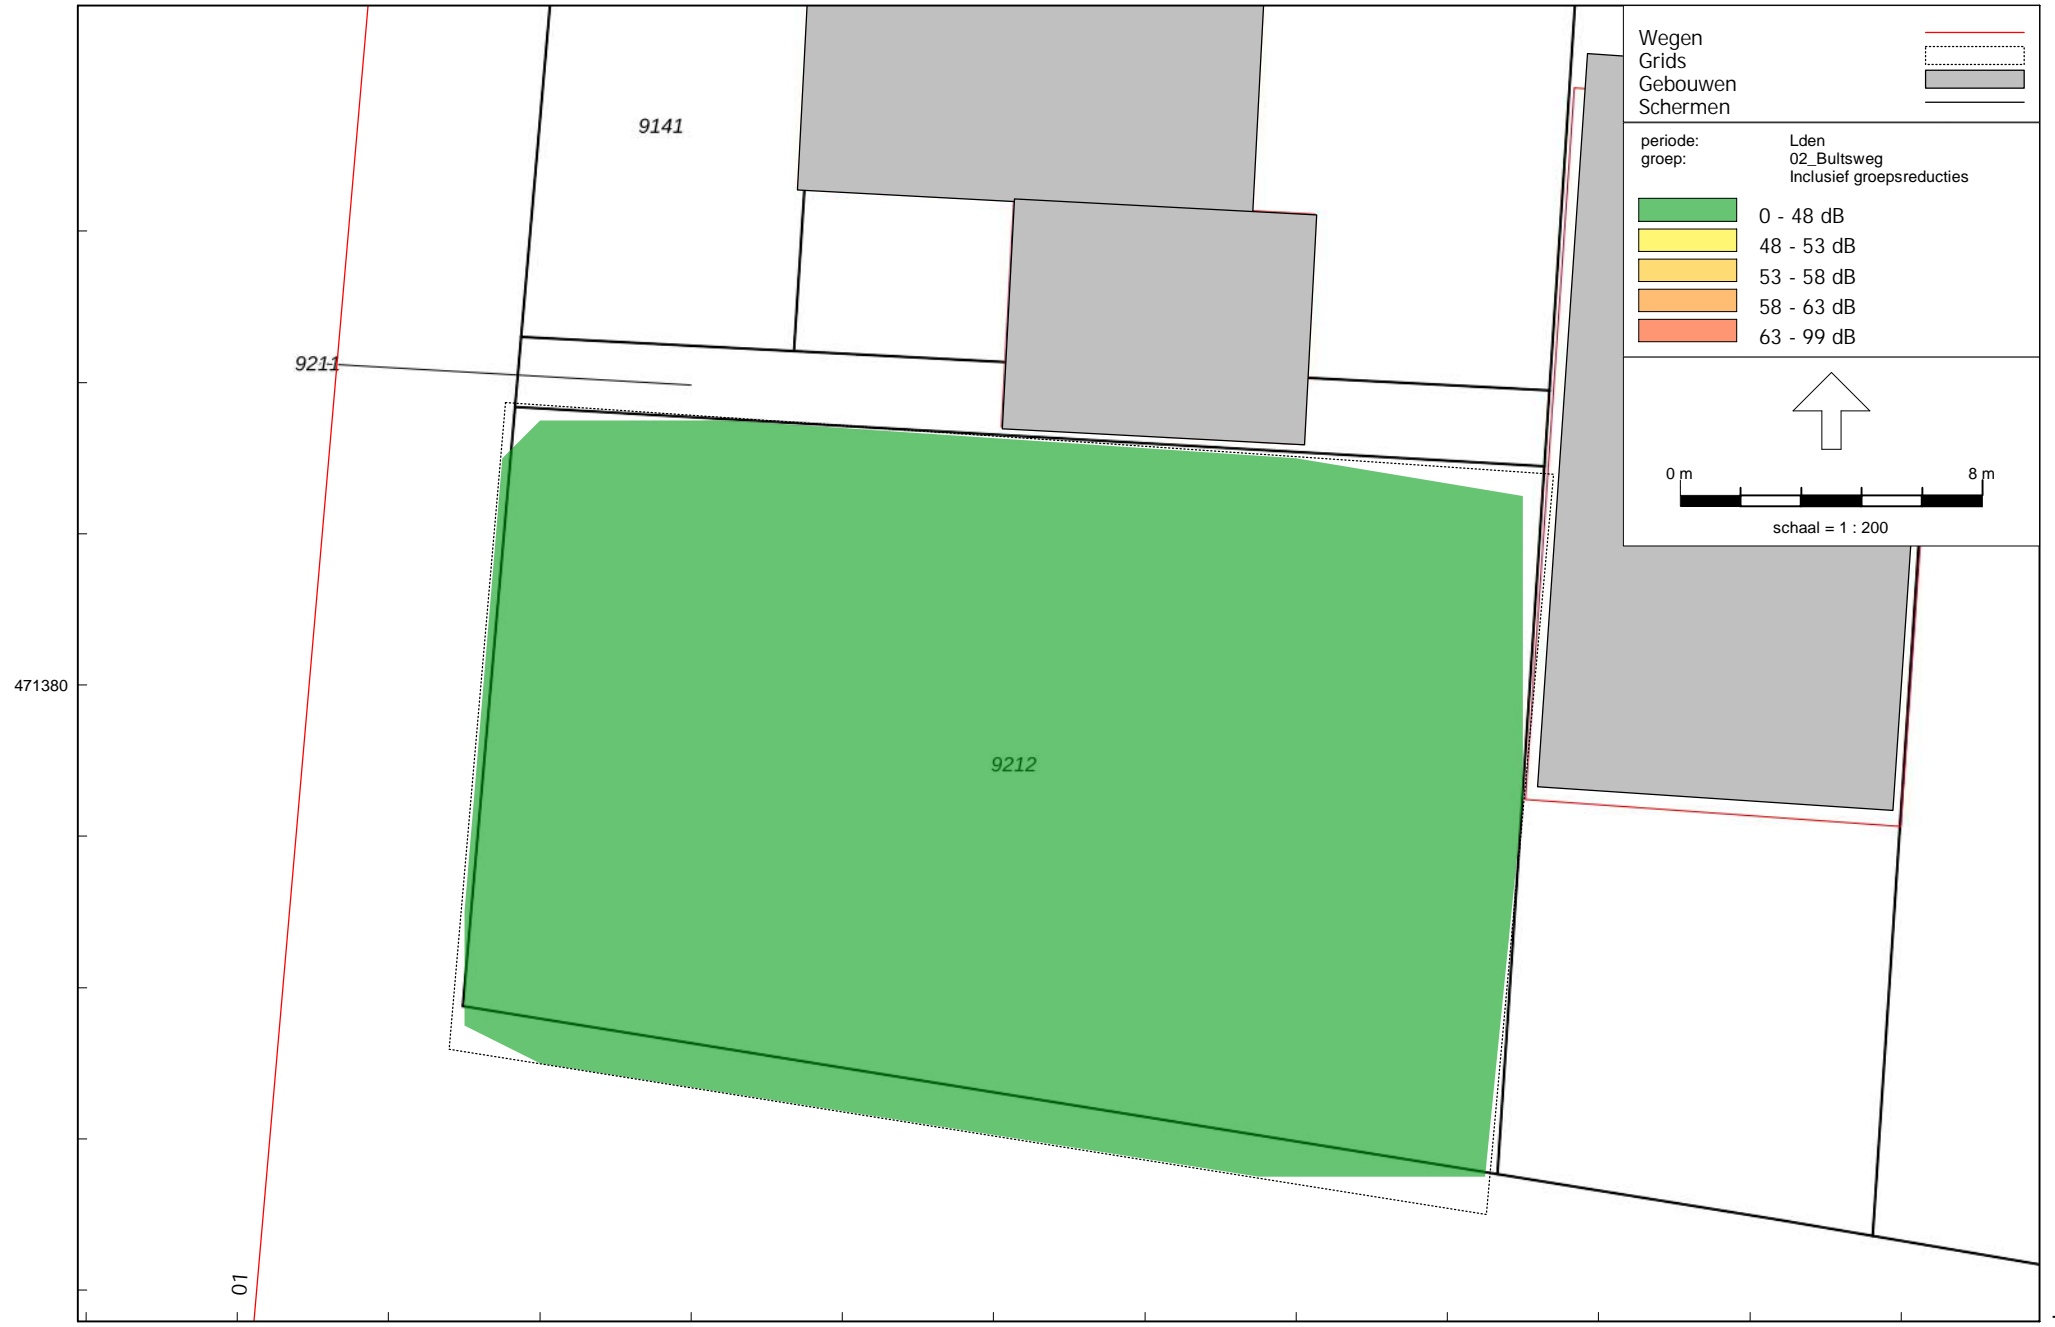 Wegen
Grids
Gebouwen
Schermen
periode: Lden
groep: 02_Bultsweg
Inclusief groepsreducties
0 - 48 dB
48 - 53 dB
53 - 58 dB
58 - 63 dB
63 - 99 dB
0 m 8 m
schaal = 1 : 200
9141
9211
471380
9212
01